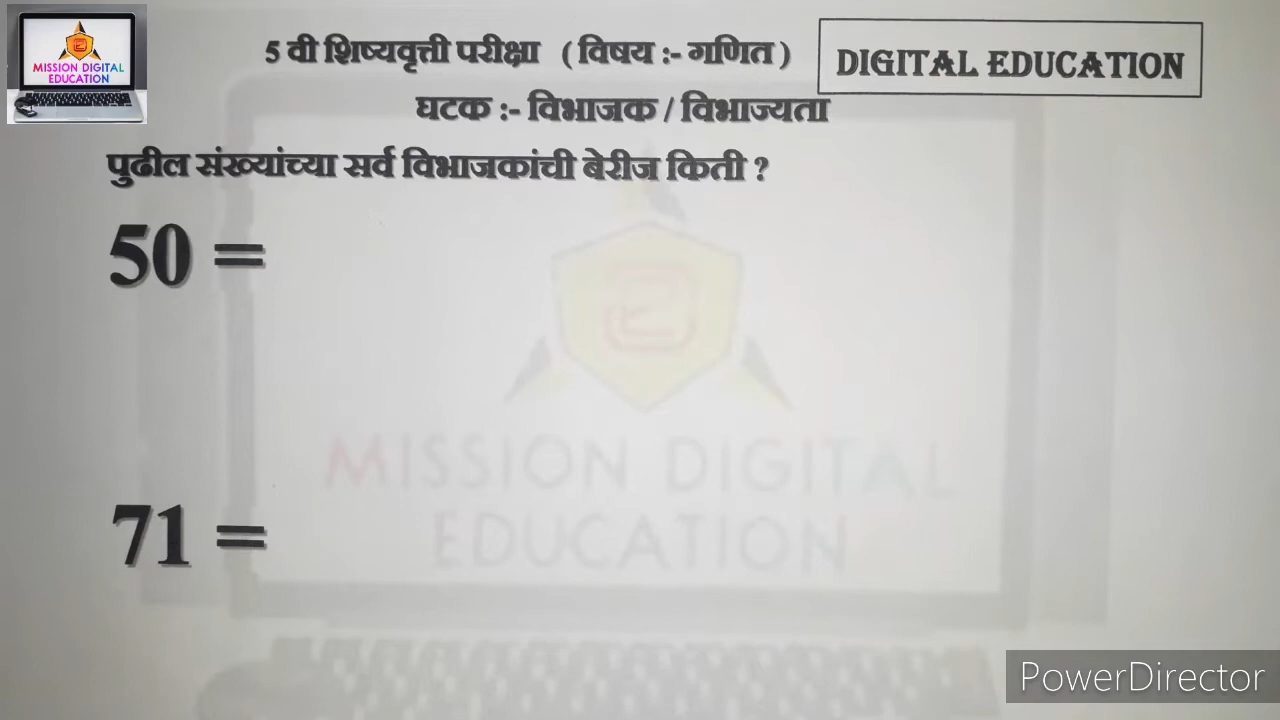 MISSION DIGITAL
EDUCATION
5 वी शिष्यवृत्ती परीक्षा ( विषय :- गणित )
DIGITAL EDUCATION
घटक :- विभाजक / विभाज्यता
पुढील संख्यांच्या सर्व विभाजकांची बेरीज किती ?
50 =
71 =
MISSION DIGITAL
EDUCATION
PowerDirector